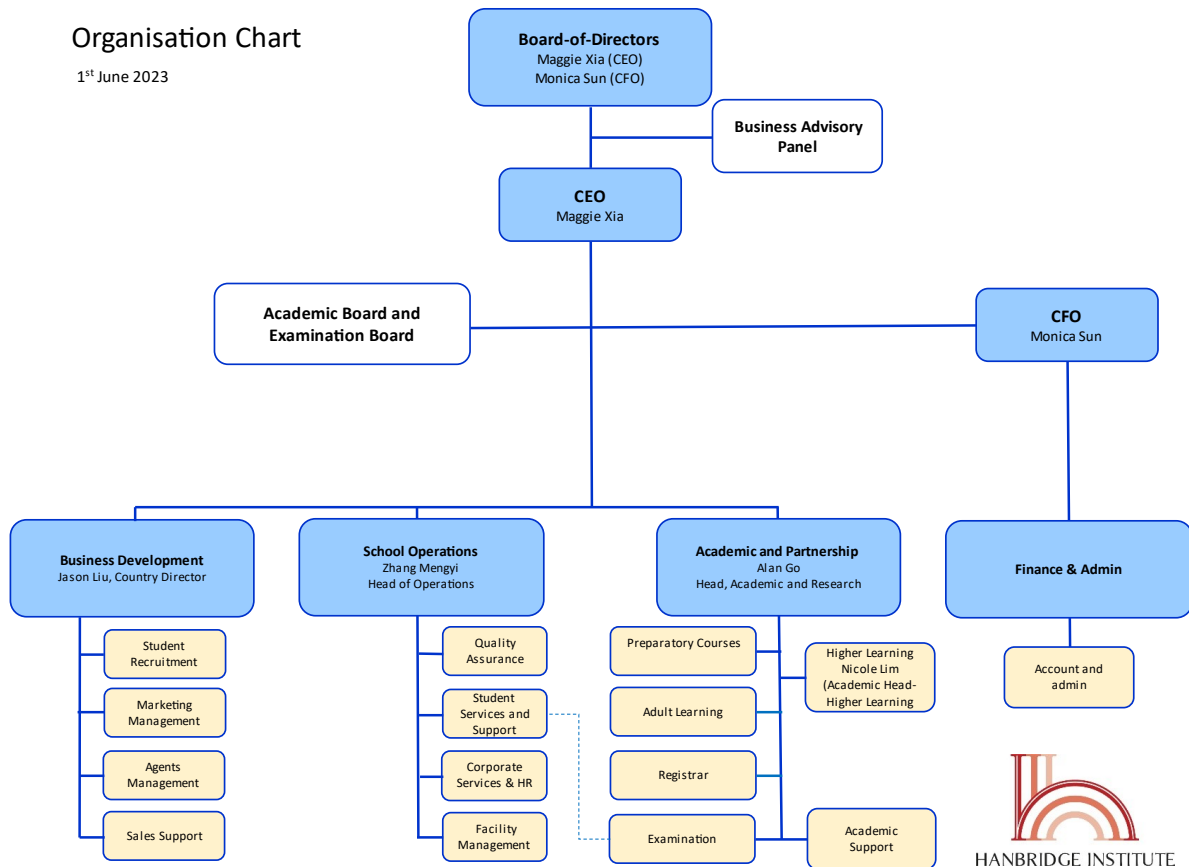 Organisation Chart
1st June 2023
Board-of-Directors
Maggie Xia (CEO)
Monica Sun (CFO)
Business Advisory
Panel
CEO
Maggie Xia
Academic Board and
Examination Board
CFO
Monica Sun
Business Development
Jason Liu, Country Director
School Operations
Zhang Mengyi
Head of Operations
Academic and Partnership
Alan Go
Head, Academic and Research
Finance & Admin
Student
Recruitment
Marketing
Management
Agents
Management
Sales Support
Quality
Assurance
Student
Services and
Support
Corporate
Services & HR
Facility
Management
Preparatory Courses
Adult Learning
Registrar
Examination
Higher Learning
Nicole Lim
(Academic Head-
Higher Learning
Academic
Support
Account and
admin
HANBRIDGE INSTITUTE